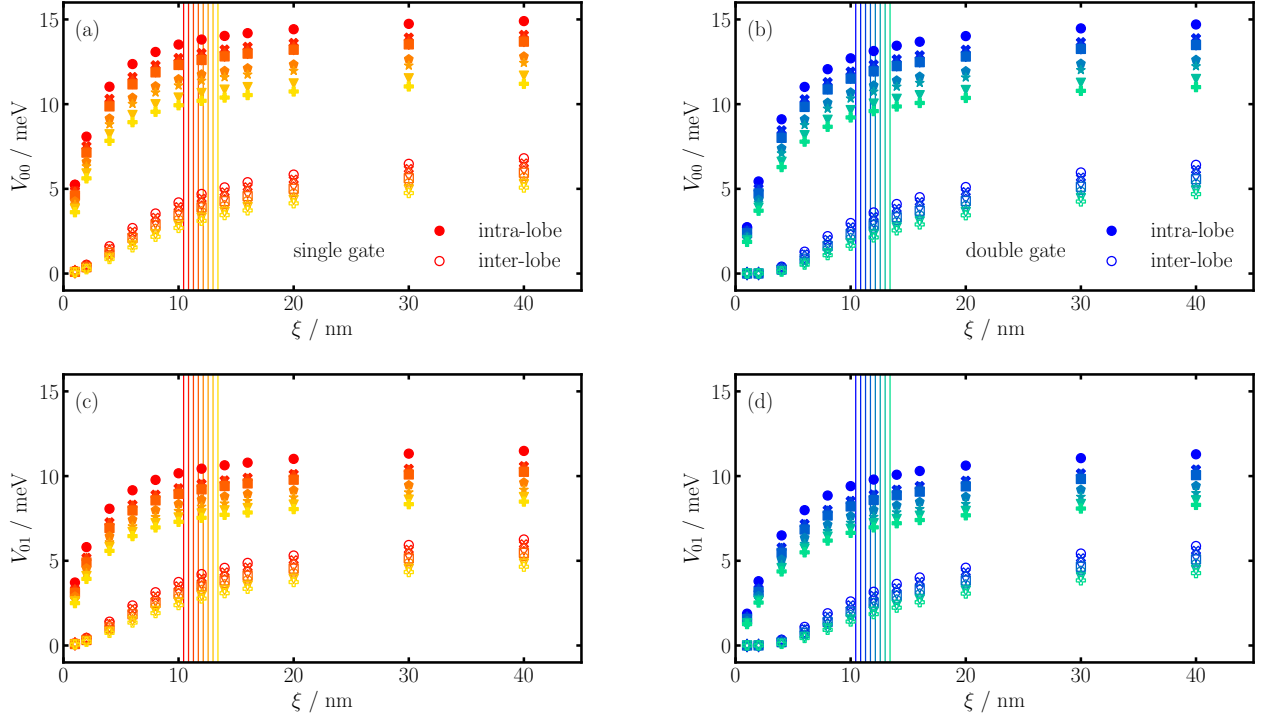 (a)
V00 / meV
15
10
5
0
single gate
intra-lobe
inter-lobe
0 10 20 30 40
ξ / nm
(b)
V00 / meV
15
10
5
0
double gate
intra-lobe
inter-lobe
0 10 20 30 40
ξ / nm
(c)
V01 / meV
15
10
5
0
0 10 20 30 40
ξ / nm
(d)
V01 / meV
15
10
5
0
0 10 20 30 40
ξ / nm